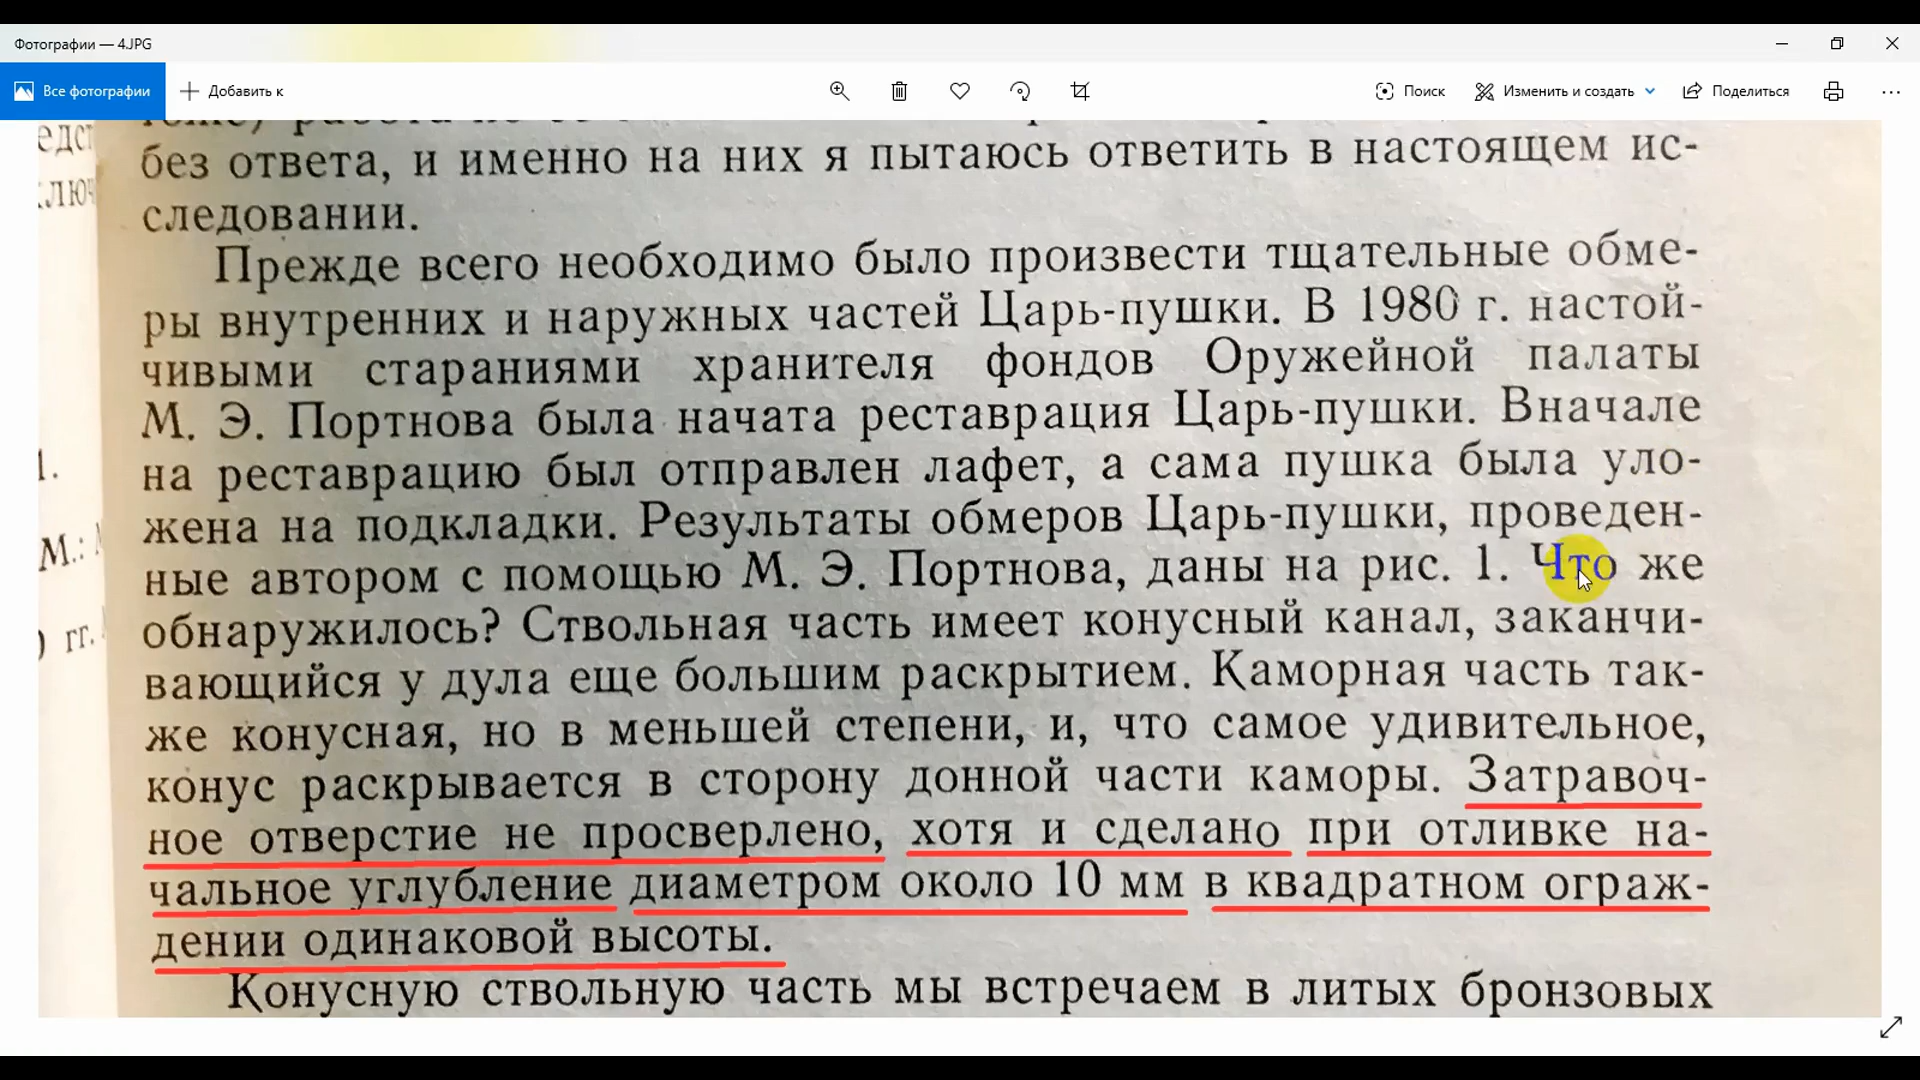 Фотографии — 4.JPG
Все фотографии
Добавить к
Поиск
Изменить и создать
Поделиться
без ответа, и именно на них я пытаюсь ответить в настоящем ис-
следовании.
Прежде всего необходимо было произвести тщательные обме-
ры внутренних и наружных частей Царь-пушки. В 1980 г. настой-
чивыми стараниями хранителя фондов Оружейной палаты
М. Э. Портнова была начата реставрация Царь-пушки. Вначале
на реставрацию был отправлен лафет, а сама пушка была уло-
жена на подкладки. Результаты обмеров Царь-пушки, проведен-
ные автором с помощью М. Э. Портнова, даны на рис. 1. Что же
обнаружилось? Ствольная часть имеет конусный канал, заканчи-
вающийся у дула еще большим раскрытием. Каморная часть так-
же конусная, но в меньшей степени, и, что самое удивительное,
конус раскрывается в сторону донной части каморы. Затравоч-
ное отверстие не просверлено, хотя и сделано при отливке на-
чальное углубление диаметром около 10 мм в квадратном ограж-
дении одинаковой высоты.
Конусную ствольную часть мы встречаем в литых бронзовых
1.
М.:
гг.